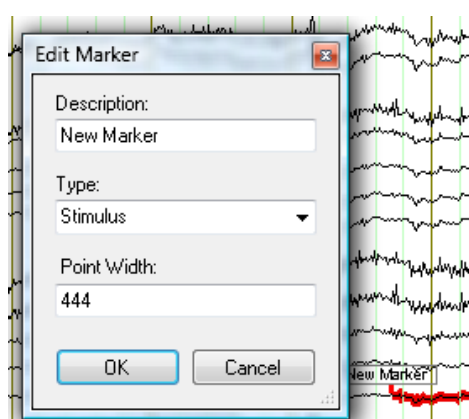 Edit Marker
Description:
New Marker
Type:
Stimulus
Point Width:
444
OK
Cancel
New Marker